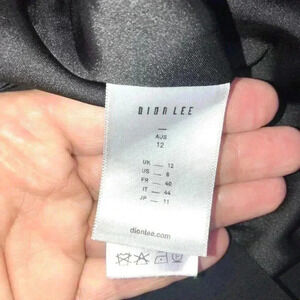 DION LEE
—
AUS
12
UK — 12
US — 8
FR — 40
IT — 44
JP — 11
dionlee.com